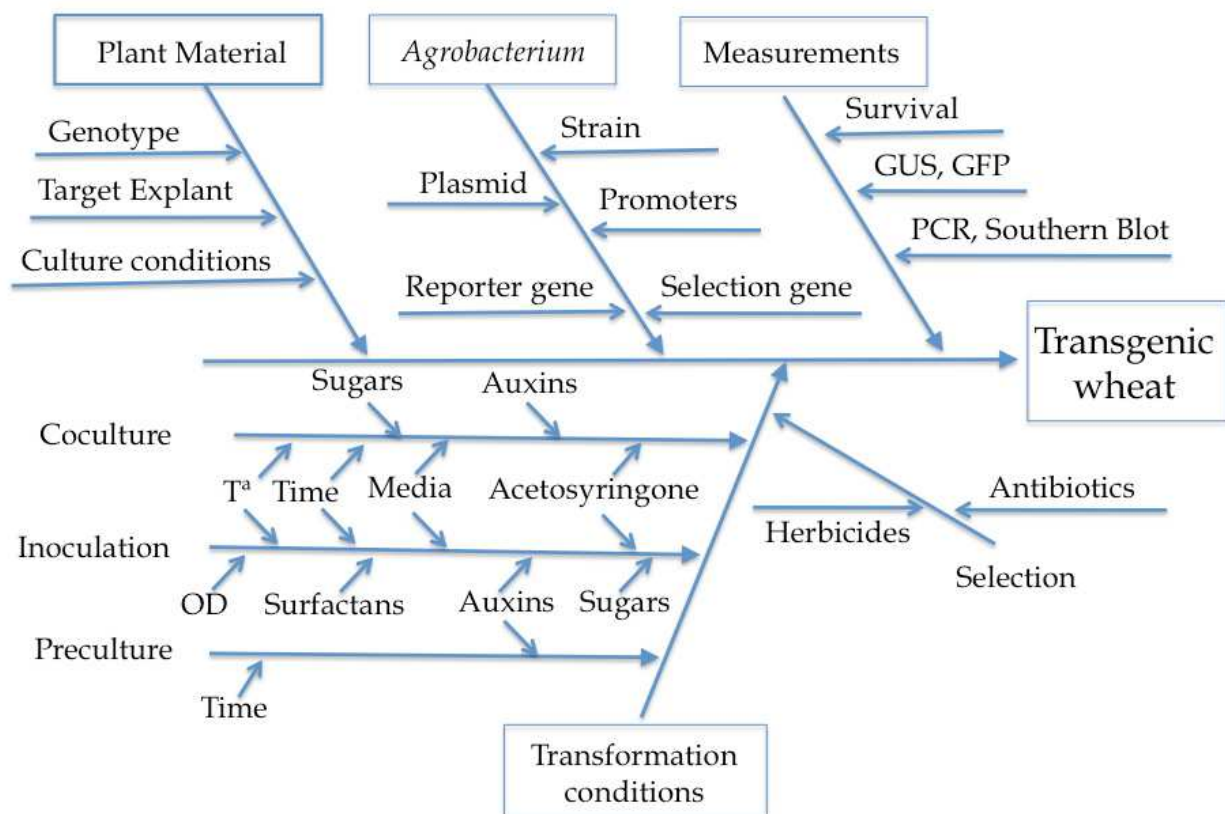 Plant Material
Agrobacterium
Measurements
Genotype
Target Explant
Culture conditions
Strain
Plasmid
Promoters
Reporter gene
Selection gene
Survival
GUS, GFP
PCR, Southern Blot
Transgenic
wheat
Sugars
Auxins
Coculture
Tª
Time
Media
Acetosyringone
Inoculation
OD
Surfactans
Auxins
Sugars
Preculture
Time
Herbicides
Antibiotics
Selection
Transformation
conditions